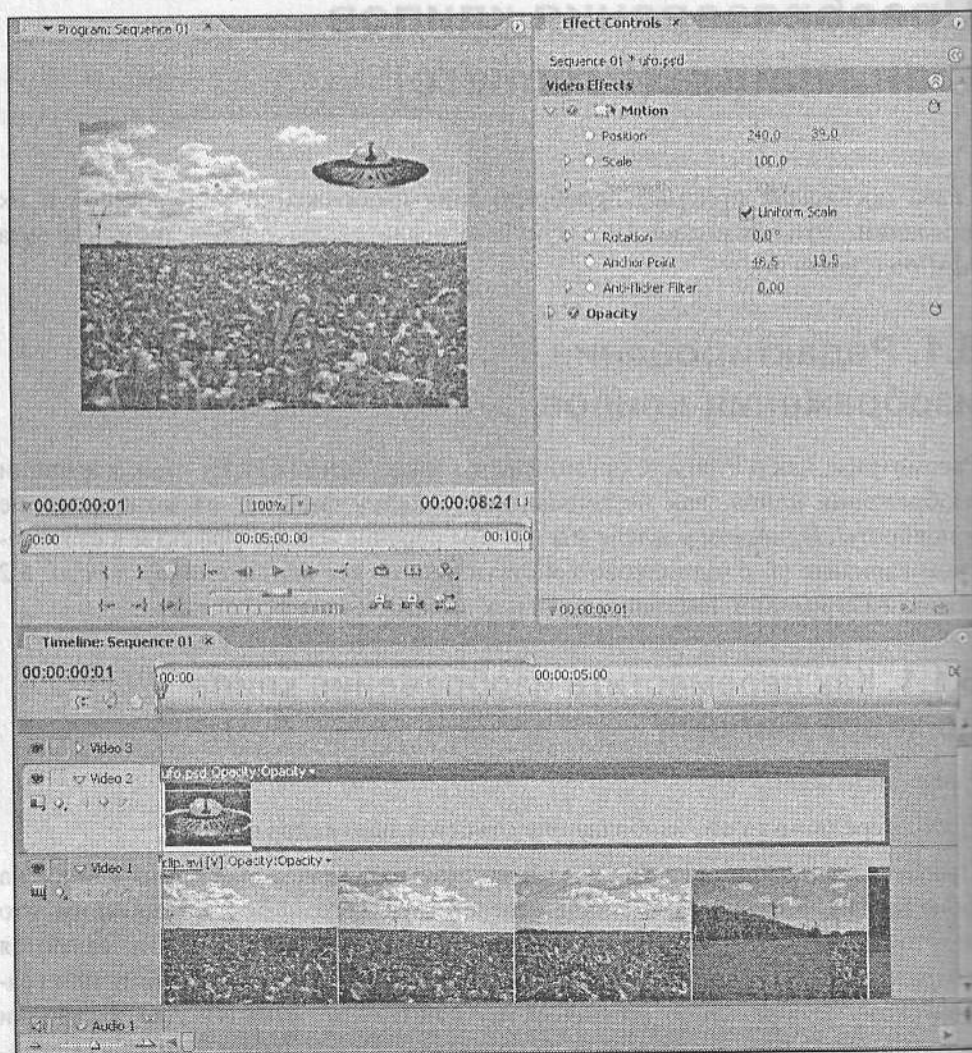 Program: Sequence 01 ×
Effect Controls ×
Sequence 01 * ufo.psd
Video Effects
Motion
Position 240,0 39,0
Scale 100,0
Uniform Scale
Rotation 0,0 °
Anchor Point 46,5 19,5
Anti-flicker Filter 0,00
Opacity
00:00:00:01
100%
00:00:08:21
00:00 00:05:00:00 00:10:0
00:00:00:01
Timeline: Sequence 01 ×
00:00:00:01
00:00 00:00:05:00
Video 3
Video 2
ufo.psd Opacity:Opacity
Video 1
clip.avi [V] Opacity:Opacity
Audio 1